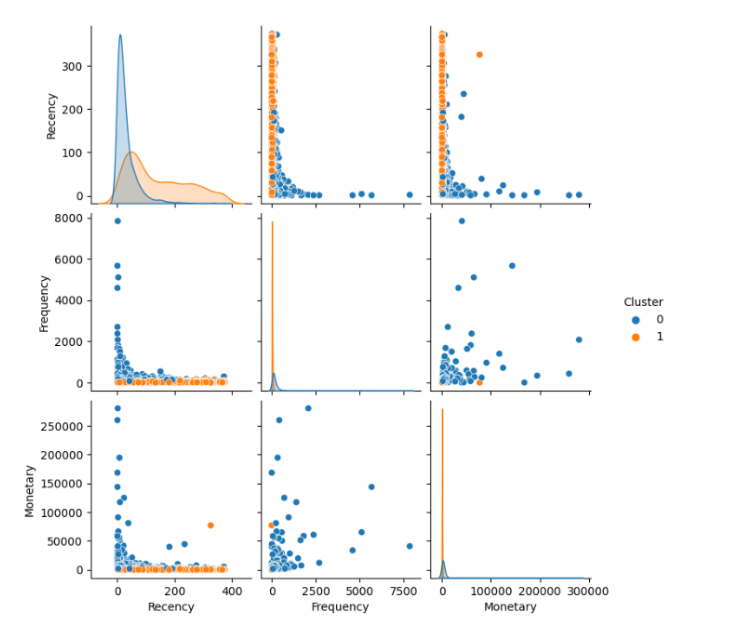 300
200
100
0
Recency
8000
6000
4000
2000
0
Frequency
Cluster
0
1
250000
200000
150000
100000
50000
0
Monetary
0 200 400
0 2500 5000 7500
0 100000 200000 300000
Recency
Frequency
Monetary